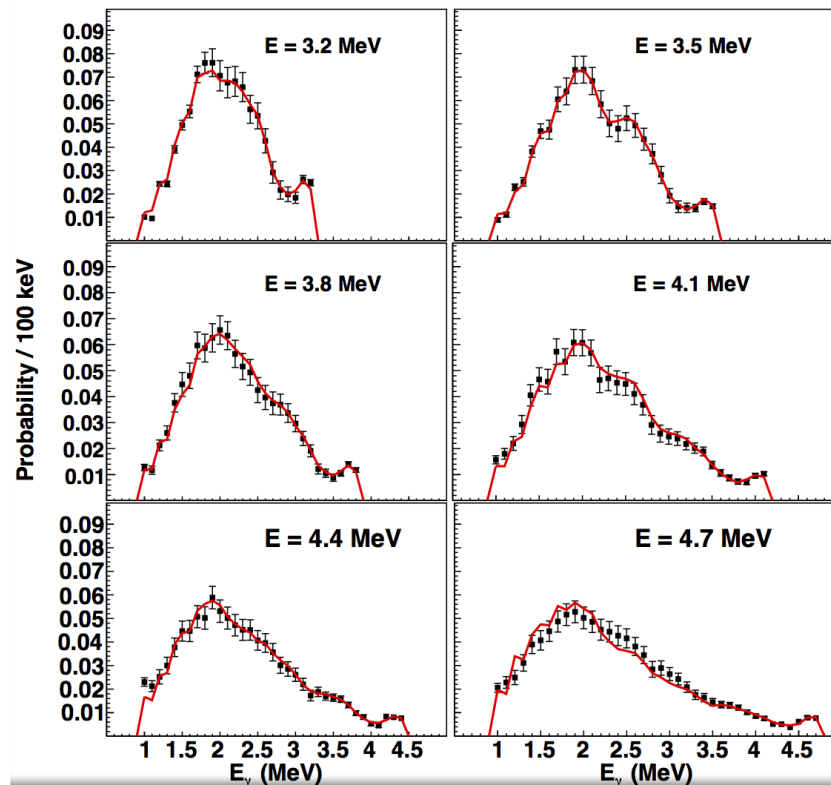 E = 3.2 MeV
E = 3.5 MeV
0.09
0.08
0.07
0.06
0.05
0.04
0.03
0.02
0.01
E = 3.8 MeV
E = 4.1 MeV
0.09
0.08
0.07
0.06
0.05
0.04
0.03
0.02
0.01
Probability / 100 keV
E = 4.4 MeV
E = 4.7 MeV
0.09
0.08
0.07
0.06
0.05
0.04
0.03
0.02
0.01
1 1.5 2 2.5 3 3.5 4 4.5
1 1.5 2 2.5 3 3.5 4 4.5
Eγ (MeV)
Eγ (MeV)